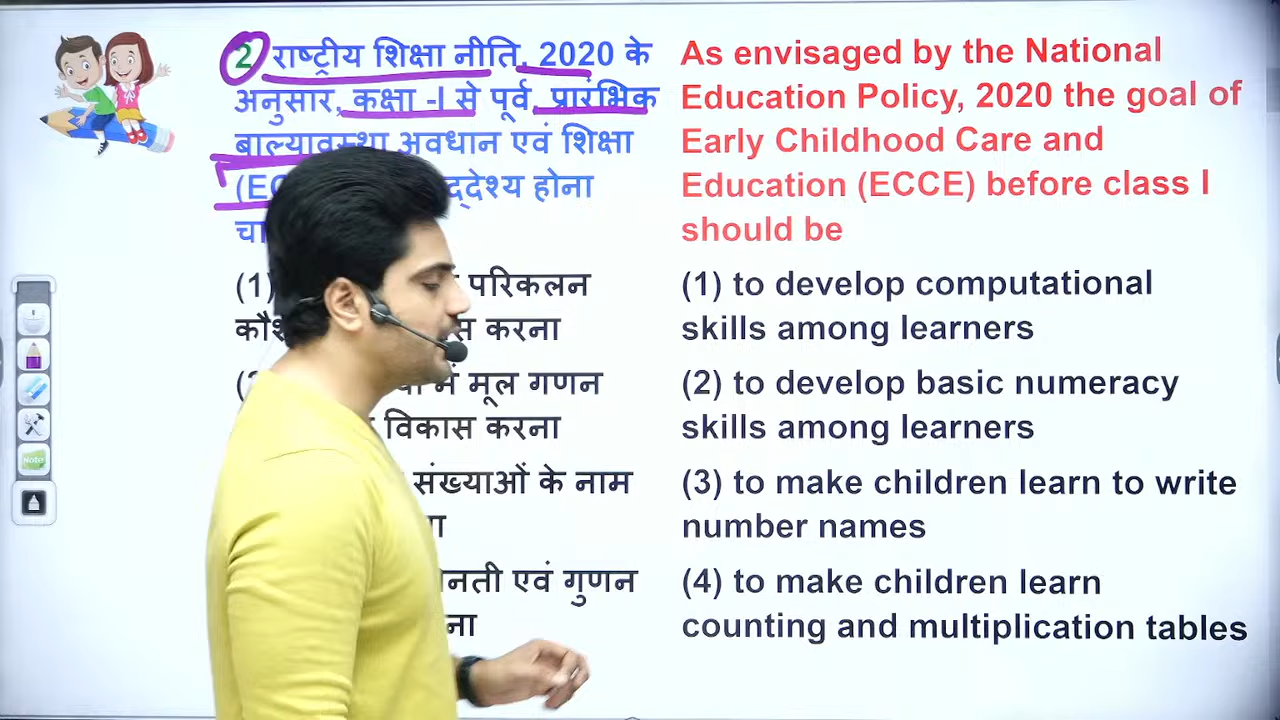 2 राष्ट्रीय शिक्षा नीति, 2020 के
अनुसार, कक्षा -I से पूर्व, प्रारंभिक
बाल्यावस्था अवधान एवं शिक्षा
होना
(1) परिकलन
करना
में मूल गणन
विकास करना
संख्याओं के नाम
एवं गुणन
As envisaged by the National
Education Policy, 2020 the goal of
Early Childhood Care and
Education (ECCE) before class I
should be
(1) to develop computational
skills among learners
(2) to develop basic numeracy
skills among learners
(3) to make children learn to write
number names
(4) to make children learn
counting and multiplication tables
Note